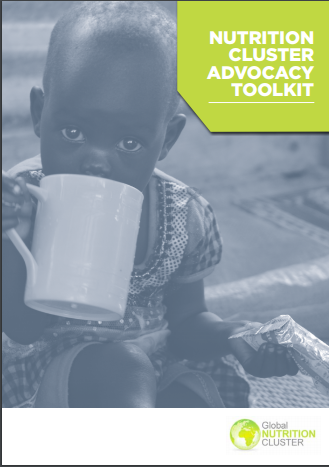 NUTRITION
CLUSTER
ADVOCACY
TOOLKIT
Global
NUTRITION
CLUSTER